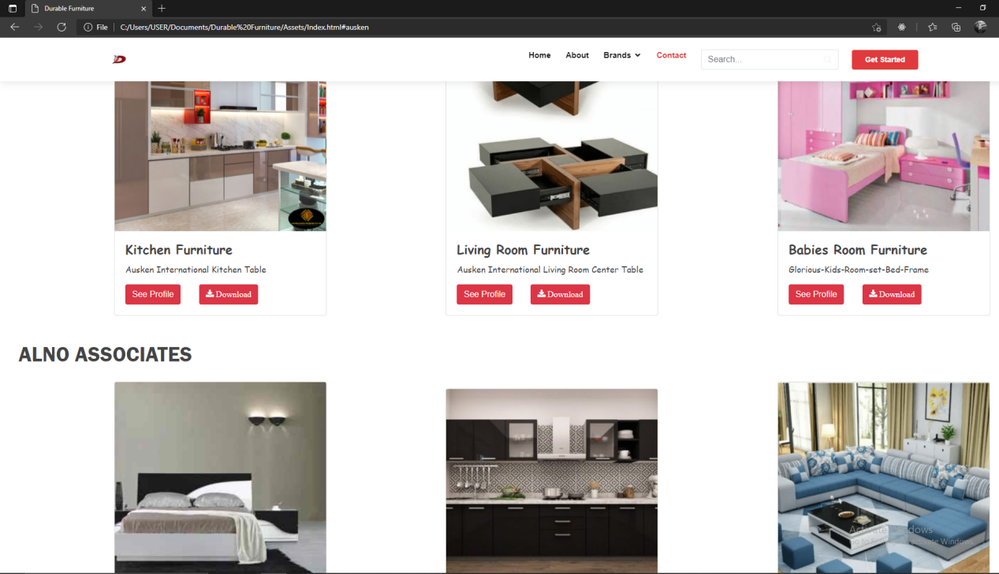 Durable Furniture
File
C:/Users/USER/Documents/Durable%20Furniture/Assets/Index.html#ausken
D
Home
About
Brands
Contact
Search...
Get Started
Kitchen Furniture
Living Room Furniture
Babies Room Furniture
Ausken International Kitchen Table
Ausken International Living Room Center Table
Glorious-Kids-Room-set-Bed-Frame
See Profile
Download
See Profile
Download
See Profile
Download
ALNO ASSOCIATES
Activate Windows
Go to Settings to activate Windows.